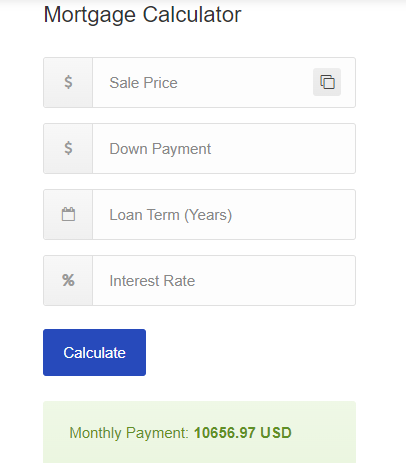 Mortgage Calculator
$ Sale Price
$ Down Payment
Loan Term (Years)
% Interest Rate
Calculate
Monthly Payment: 10656.97 USD